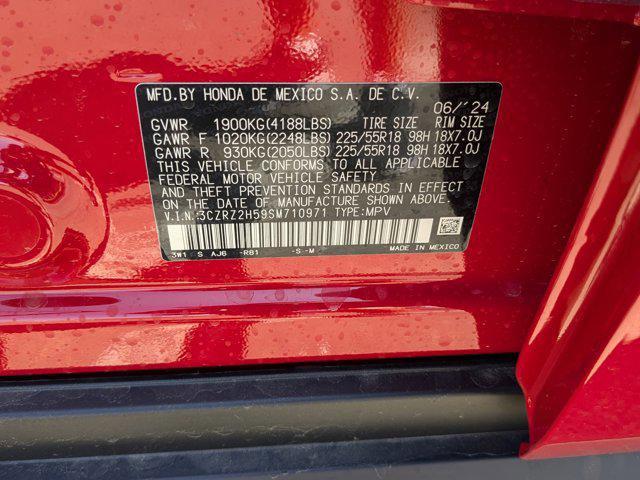 MFD.BY HONDA DE MEXICO S.A. DE C.V.
06/'24
GVWR 1900KG(4188LBS) TIRE SIZE RIM SIZE
GAWR F 1020KG(2248LBS) 225/55R18 98H 18X7.0J
GAWR R 930KG(2050LBS) 225/55R18 98H 18X7.0J
THIS VEHICLE CONFORMS TO ALL APPLICABLE
FEDERAL MOTOR VEHICLE SAFETY
AND THEFT PREVENTION STANDARDS IN EFFECT
ON THE DATE OF MANUFACTURE SHOWN ABOVE.
V.I.N.:3CZRZ2H59SM710971 TYPE:MPV
3W1 S AJ6 -R81 -S-M MADE IN MEXICO